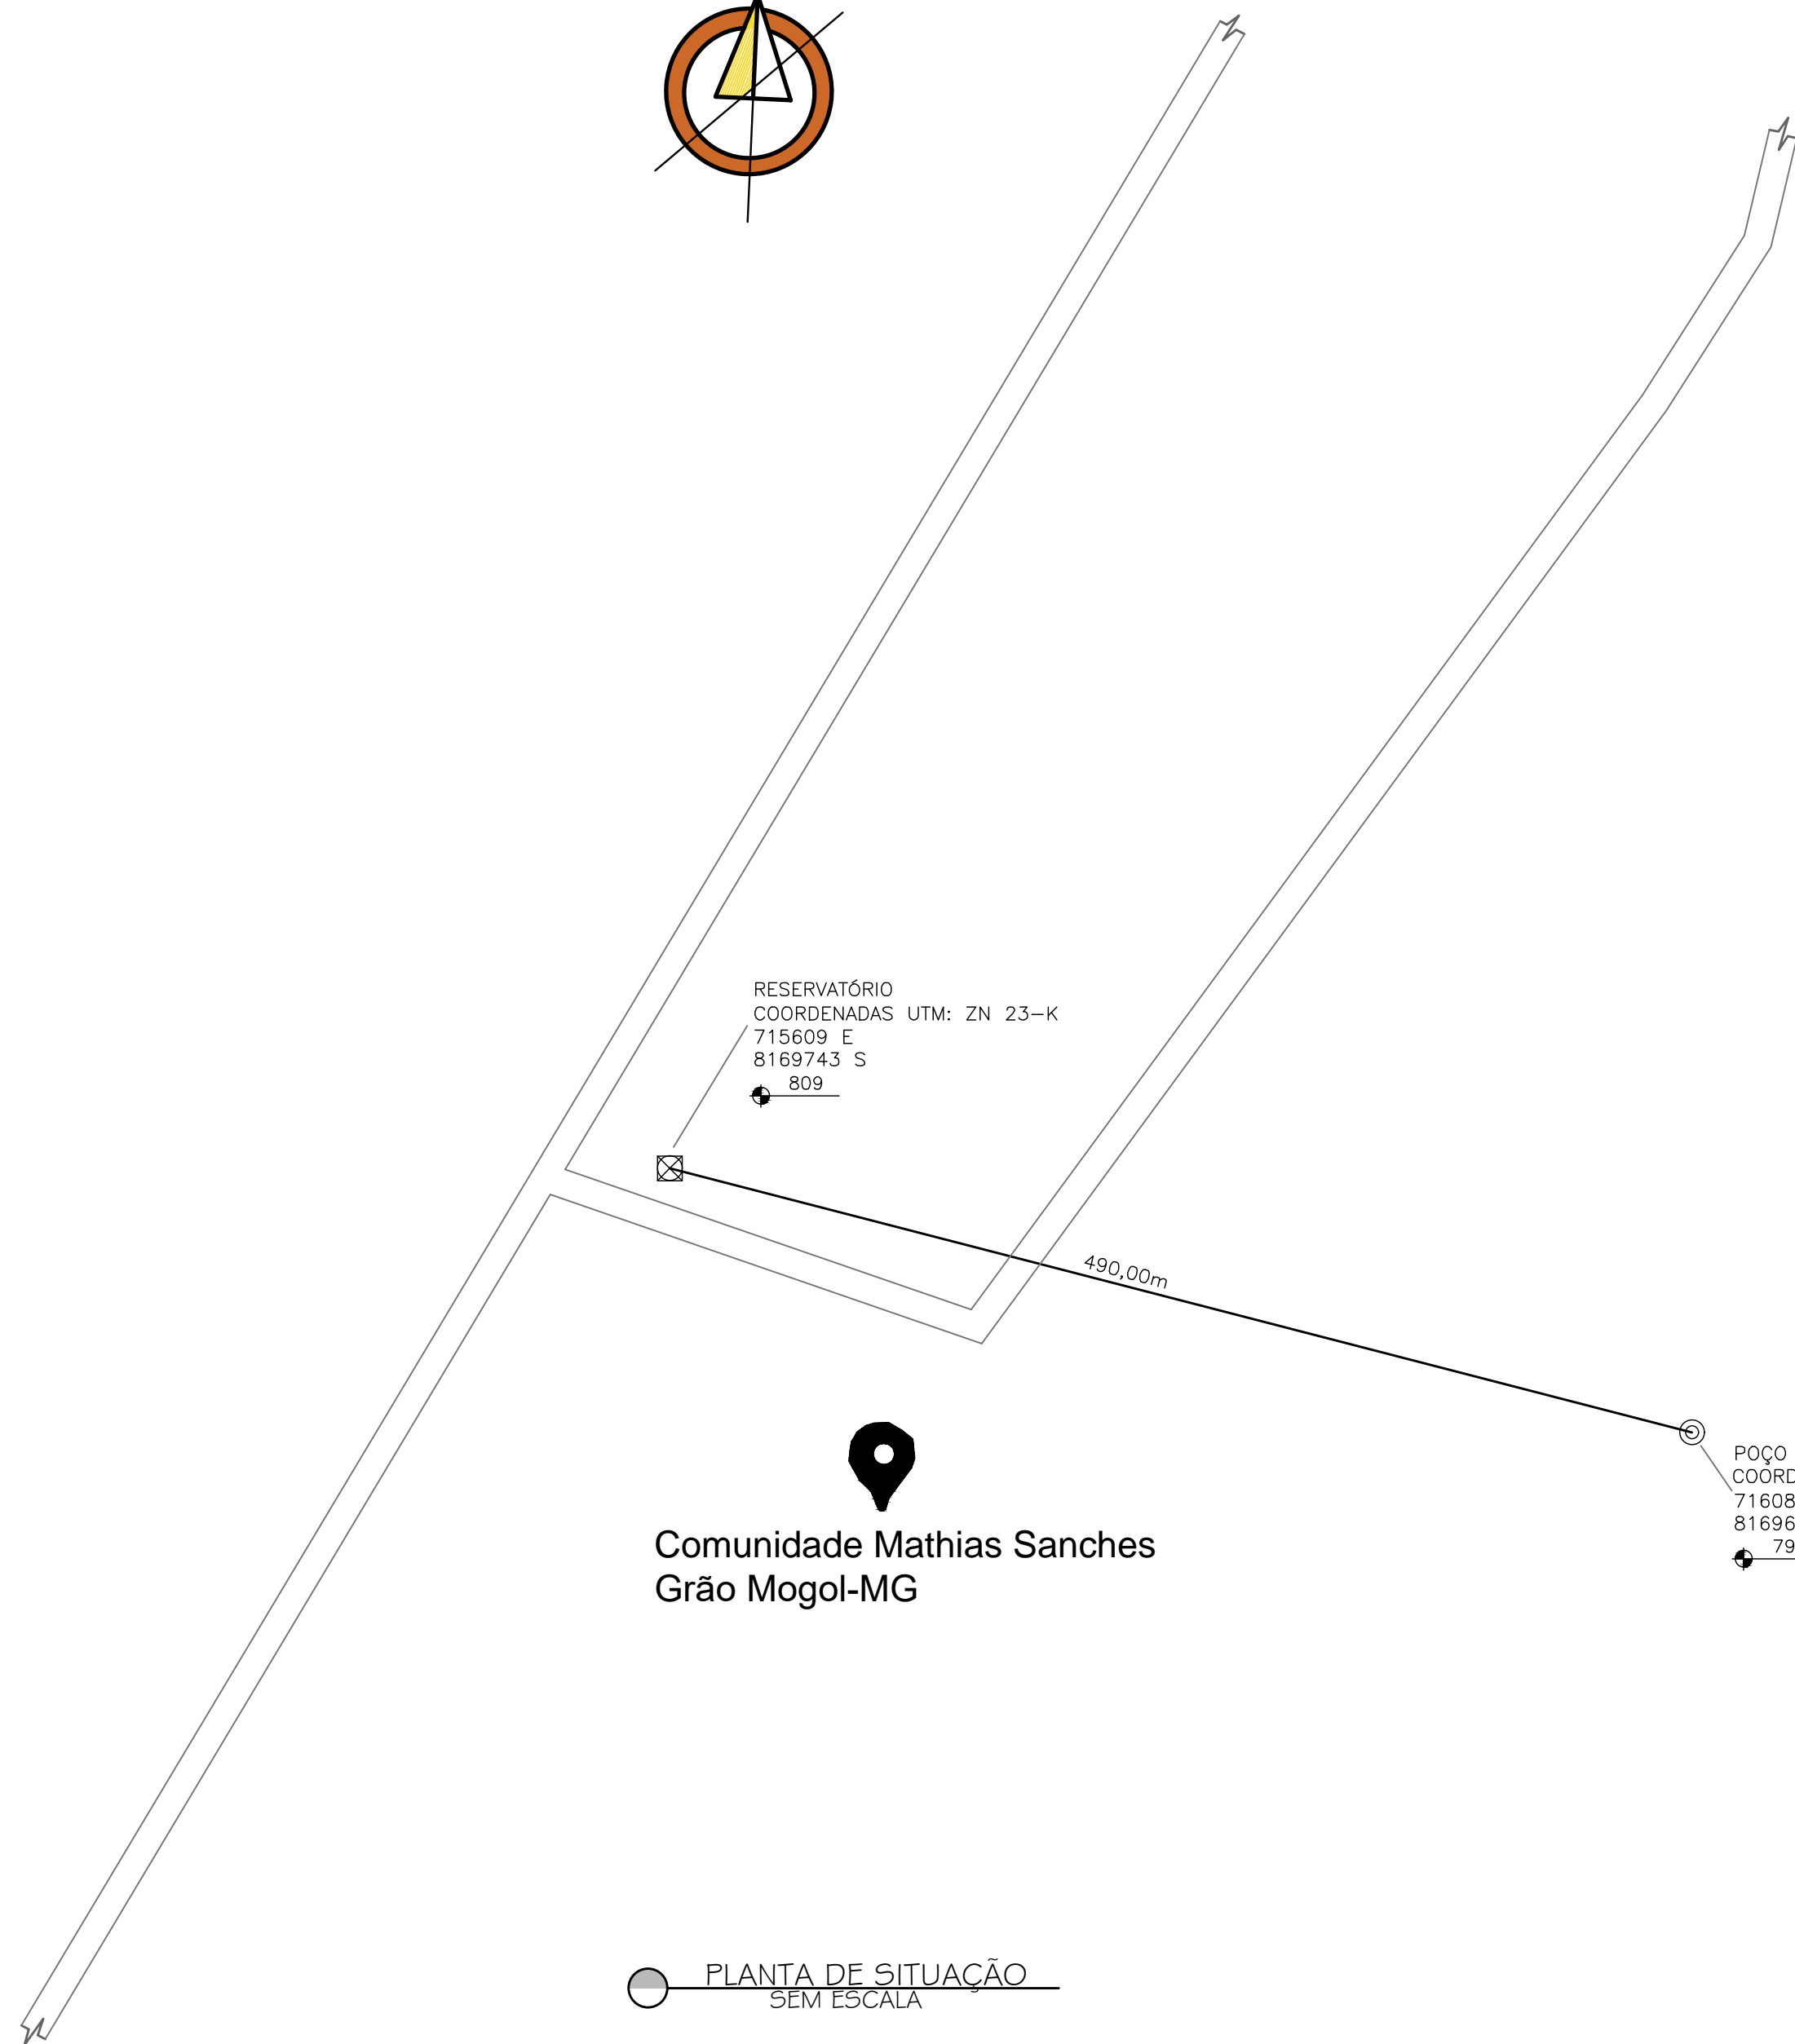 RESERVATÓRIO
COORDENADAS UTM: ZN 23-K
715609 E
8169743 S
809
490,00m
POÇO
COORD
71608
81696
79
Comunidade Mathias Sanches
Grão Mogol-MG
PLANTA DE SITUAÇÃO
SEM ESCALA